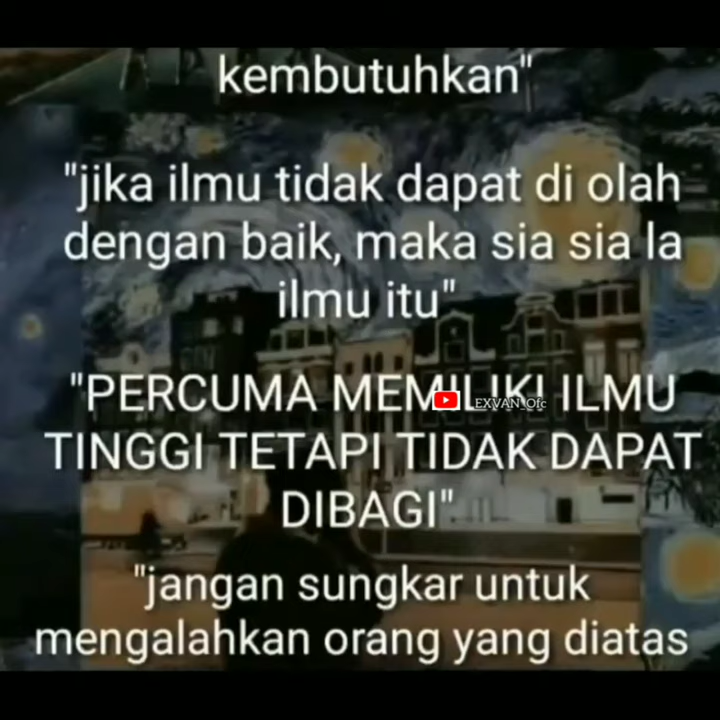 kembutuhkan"
"jika ilmu tidak dapat di olah
dengan baik, maka sia sia la
ilmu itu"
"PERCUMA MEMILIKI ILMU
EXVAN_Ofc
TINGGI TETAPI TIDAK DAPAT
DIBAGI"
"jangan sungkar untuk
mengalahkan orang yang diatas